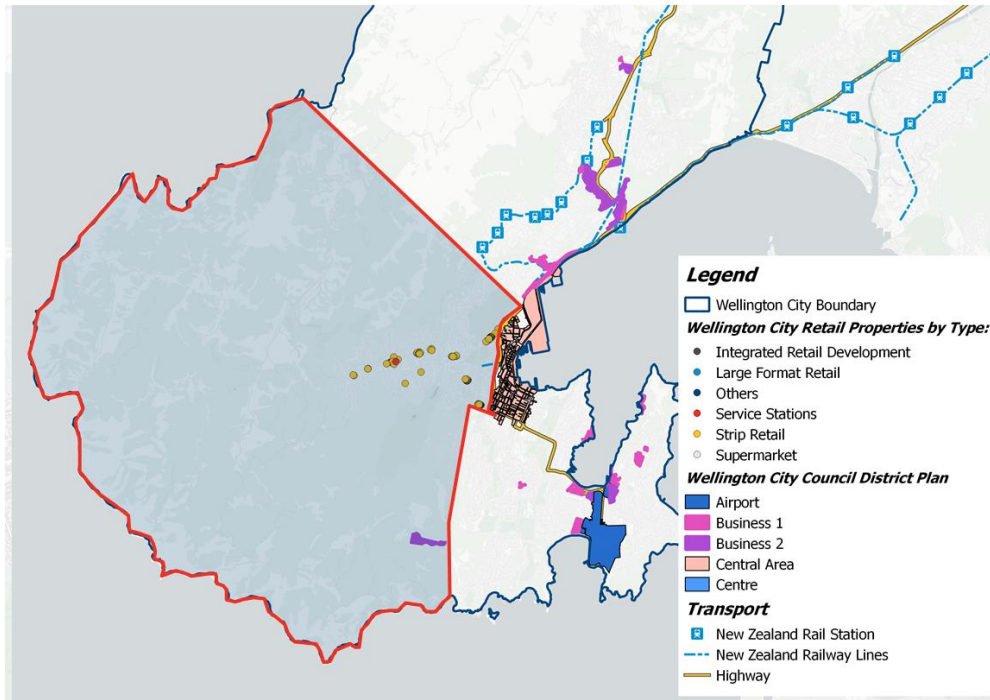 Legend
Wellington City Boundary
Wellington City Retail Properties by Type:
Integrated Retail Development
Large Format Retail
Others
Service Stations
Strip Retail
Supermarket
Wellington City Council District Plan
Airport
Business 1
Business 2
Central Area
Centre
Transport
New Zealand Rail Station
New Zealand Railway Lines
Highway